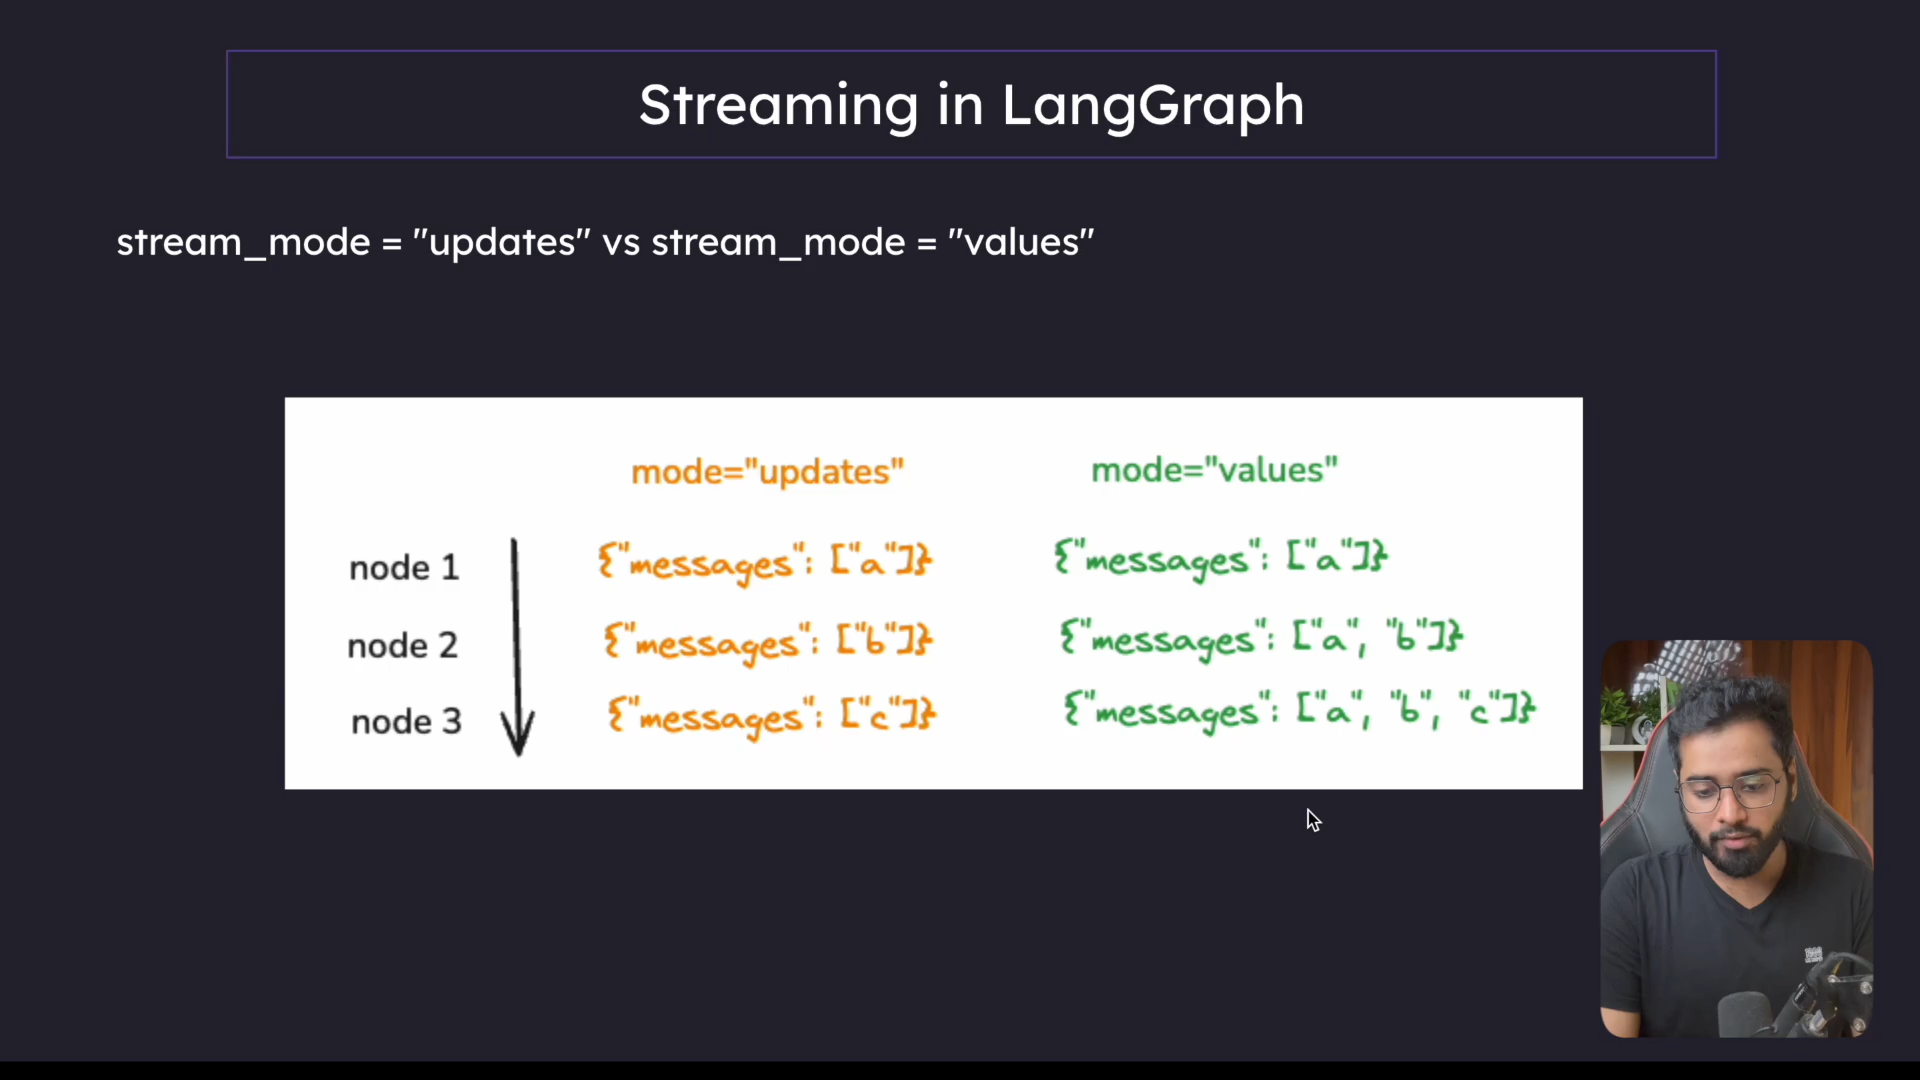 Streaming in LangGraph
stream_mode = "updates" vs stream_mode = "values"
mode="updates" mode="values"
node 1 {"messages": ["a"]} {"messages": ["a"]}
node 2 {"messages": ["b"]} {"messages": ["a", "b"]}
node 3 {"messages": ["c"]} {"messages": ["a", "b", "c"]}